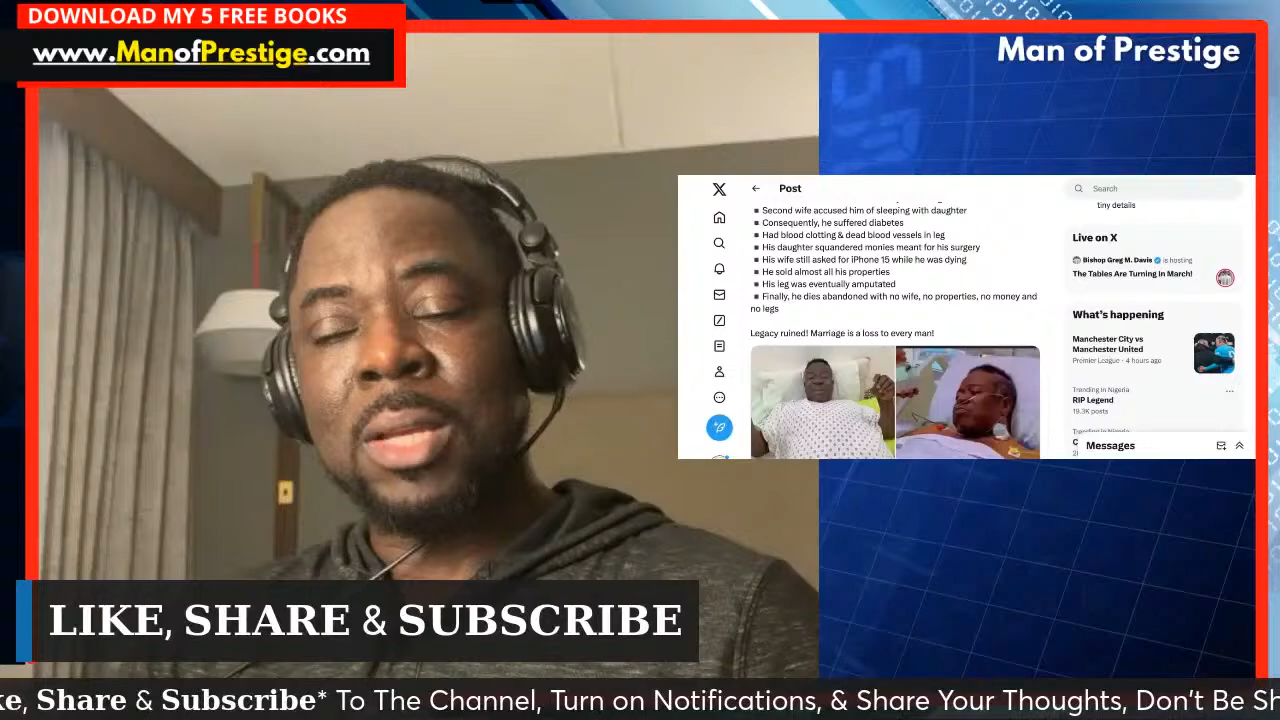 DOWNLOAD MY 5 FREE BOOKS
www.ManofPrestige.com
Man of Prestige
Post
Search
tiny details
▪ Second wife accused him of sleeping with daughter
▪ Consequently, he suffered diabetes
▪ Had blood clotting & dead blood vessels in leg
▪ His daughter squandered monies meant for his surgery
▪ His wife still asked for iPhone 15 while he was dying
▪ He sold almost all his properties
▪ His leg was eventually amputated
▪ Finally, he dies abandoned with no wife, no properties, no money and
no legs
Legacy ruined! Marriage is a loss to every man!
Live on X
Bishop Greg M. Davis is hosting
The Tables Are Turning In March!
What's happening
Manchester City vs
Manchester United
Premier League · 4 hours ago
Trending in Nigeria
RIP Legend
19.3K posts
Trending in Nigeria
Messages
LIKE, SHARE & SUBSCRIBE
ke, Share & Subscribe* To The Channel, Turn on Notifications, & Share Your Thoughts, Don't Be Sh